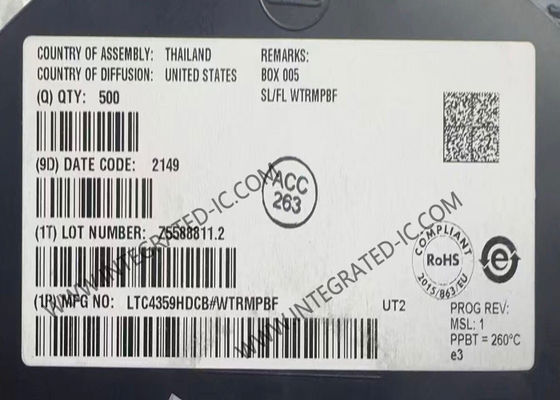 COUNTRY OF ASSEMBLY: THAILAND
COUNTRY OF DIFFUSION: UNITED STATES
REMARKS:
BOX 005
SL/FL WTRMPBF
(Q) QTY: 500
(9D) DATE CODE: 2149
ACC
263
(1T) LOT NUMBER: Z5588811.2
COMPLIANT
RoHS
2015/863/EU
e
(1P) MFG NO: LTC4359HDCB#WTRMPBF
UT2
PROG REV:
MSL: 1
PPBT = 260°C
e3
WWW.INTEGRATED-IC.COM
WWW.INTEGRATED-IC.COM